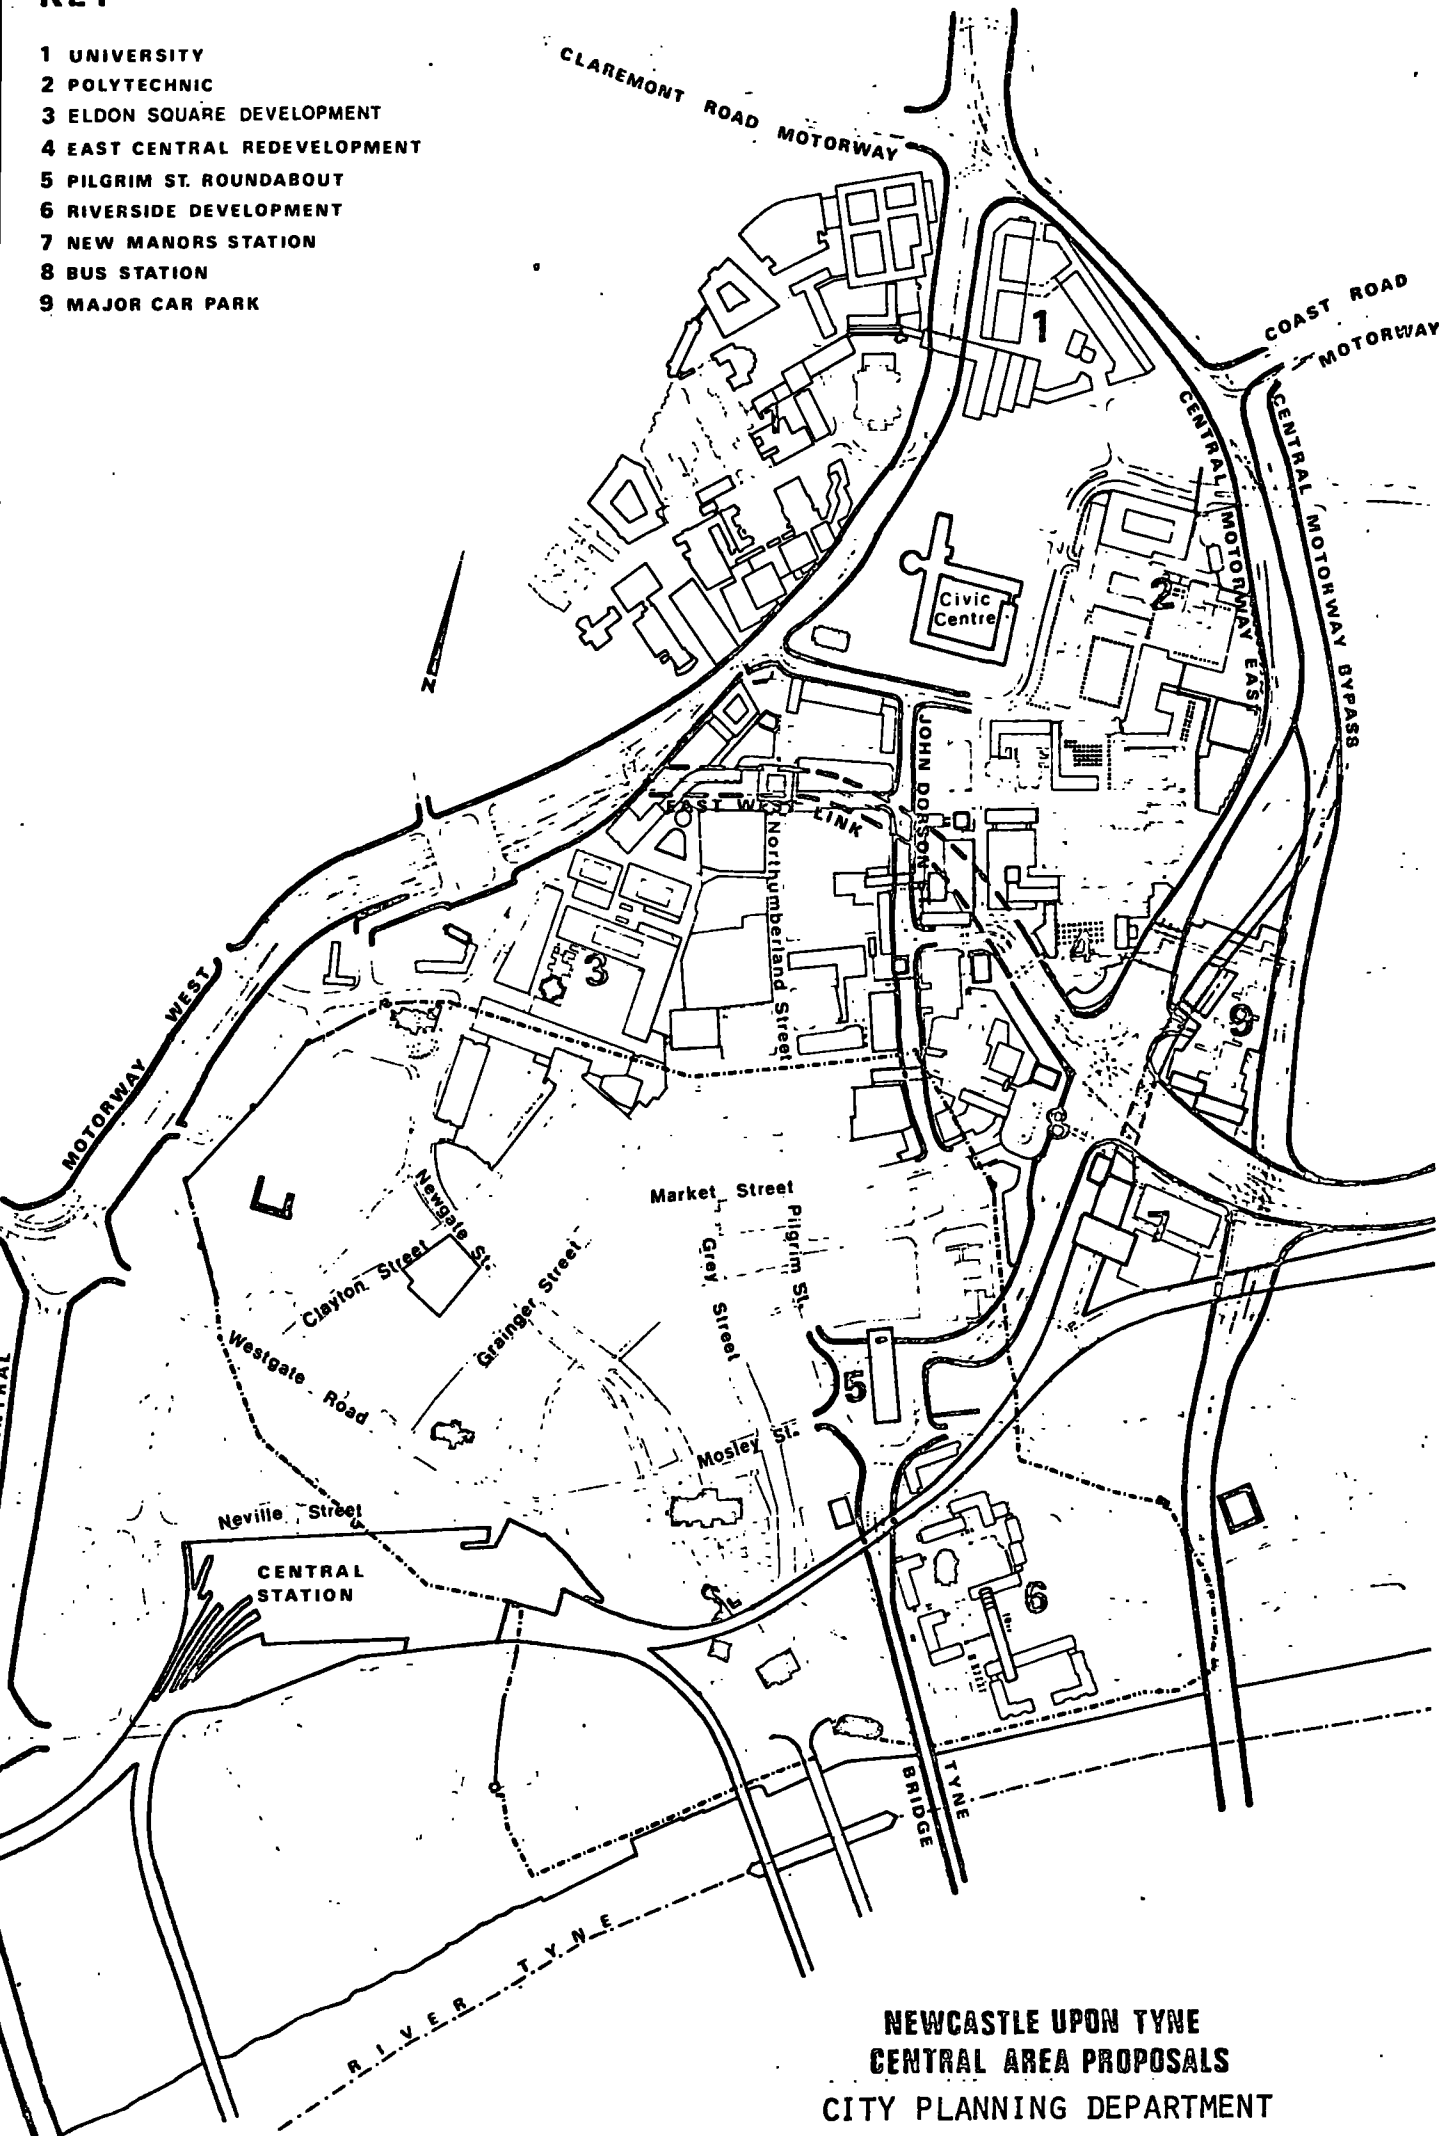 KEY
1 UNIVERSITY
2 POLYTECHNIC
3 ELDON SQUARE DEVELOPMENT
4 EAST CENTRAL REDEVELOPMENT
5 PILGRIM ST. ROUNDABOUT
6 RIVERSIDE DEVELOPMENT
7 NEW MANORS STATION
8 BUS STATION
9 MAJOR CAR PARK
CLAREMONT ROAD MOTORWAY
COAST ROAD
MOTORWAY
1
CENTRAL MOTORWAY EAST
CENTRAL MOTORWAY BYPASS
2
Civic
Centre
N
JOHN DOBSON
EAST WEST LINK
Northumberland Street
3
4
9
8
7
MOTORWAY WEST
Market Street
Newgate St.
Clayton Street
Grainger Street
Grey Street
Pilgrim St.
Westgate Road
5
Mosley St.
Neville Street
CENTRAL
STATION
6
TYNE
BRIDGE
RIVER TYNE
NEWCASTLE UPON TYNE
CENTRAL AREA PROPOSALS
CITY PLANNING DEPARTMENT